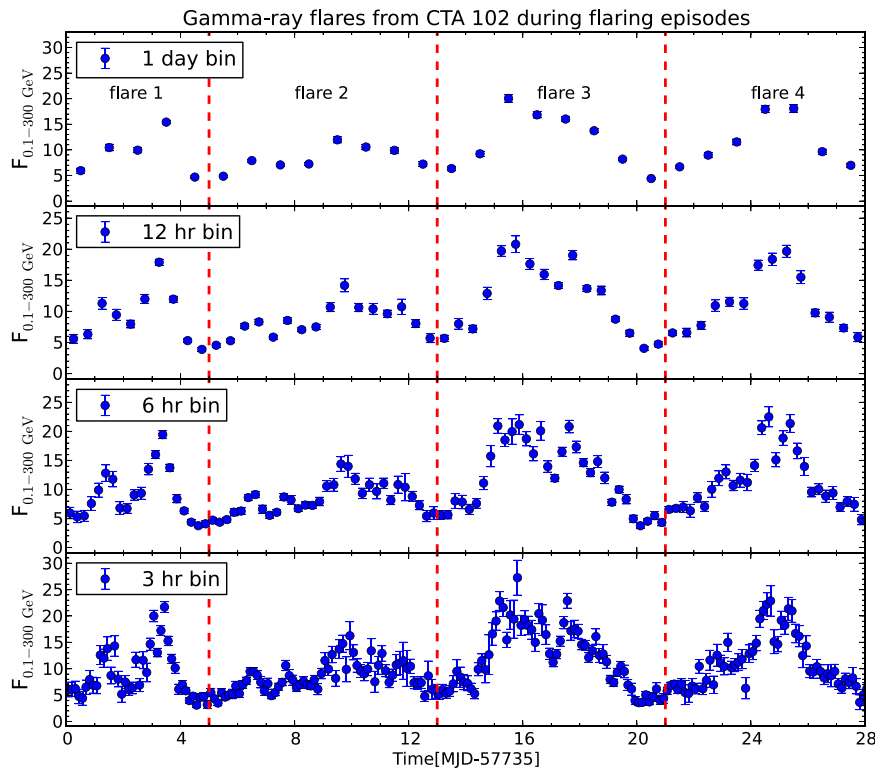 Gamma-ray flares from CTA 102 during flaring episodes
30
25
20
15
10
5
0
F0.1−300 GeV
1 day bin
flare 1
flare 2
flare 3
flare 4
25
20
15
10
5
0
F0.1−300 GeV
12 hr bin
25
20
15
10
5
0
F0.1−300 GeV
6 hr bin
30
25
20
15
10
5
0
F0.1−300 GeV
3 hr bin
0 4 8 12 16 20 24 28
Time[MJD-57735]